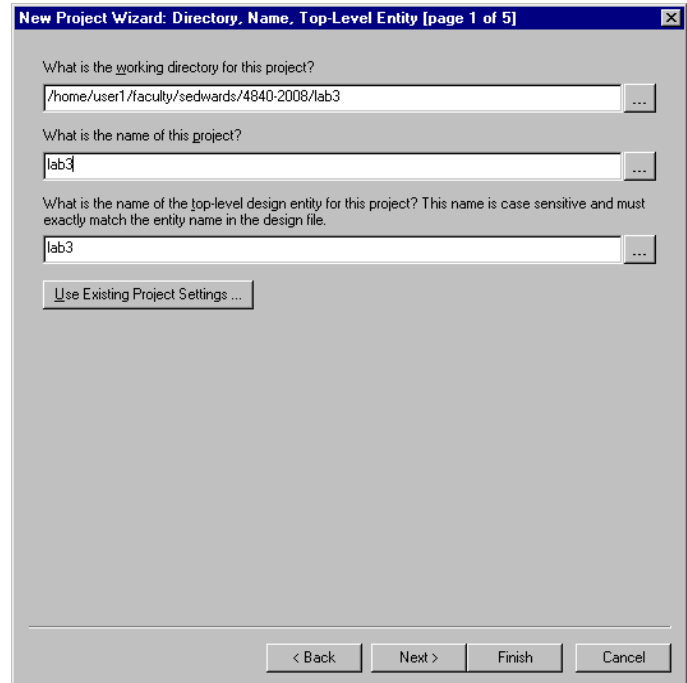 New Project Wizard: Directory, Name, Top-Level Entity [page 1 of 5]
What is the working directory for this project?
/home/user1/faculty/sedwards/4840-2008/lab3
...
What is the name of this project?
lab3
...
What is the name of the top-level design entity for this project? This name is case sensitive and must
exactly match the entity name in the design file.
lab3
...
Use Existing Project Settings ...
< Back
Next >
Finish
Cancel